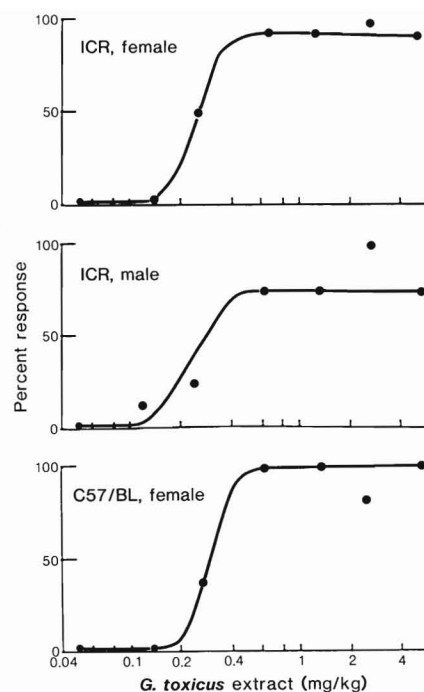 100
ICR, female
50
0
100
ICR, male
50
0
Percent response
100
C57/BL, female
50
0
0.04 0.1 0.2 0.4 1 2 4
G. toxicus extract (mg/kg)